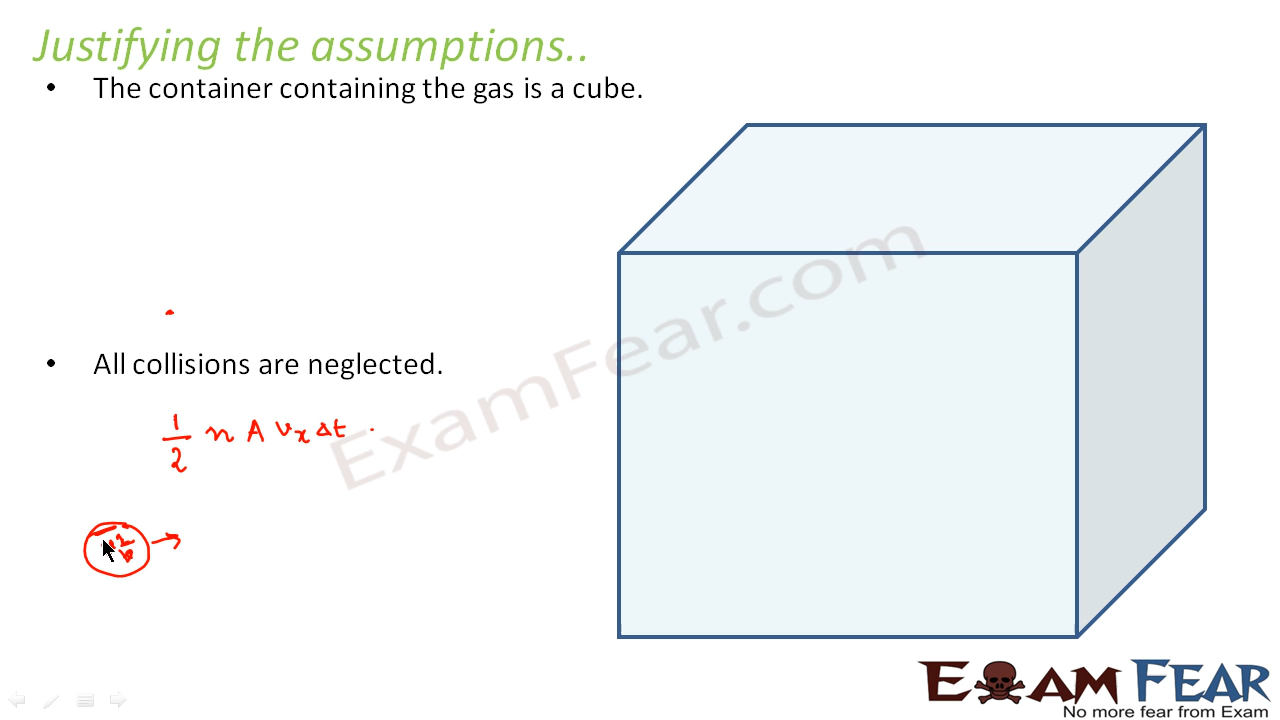 Justifying the assumptions..
• The container containing the gas is a cube.
• All collisions are neglected.
1/2 n A Vx Δt
ExamFear.com
EXAM FEAR
No more fear from Exam